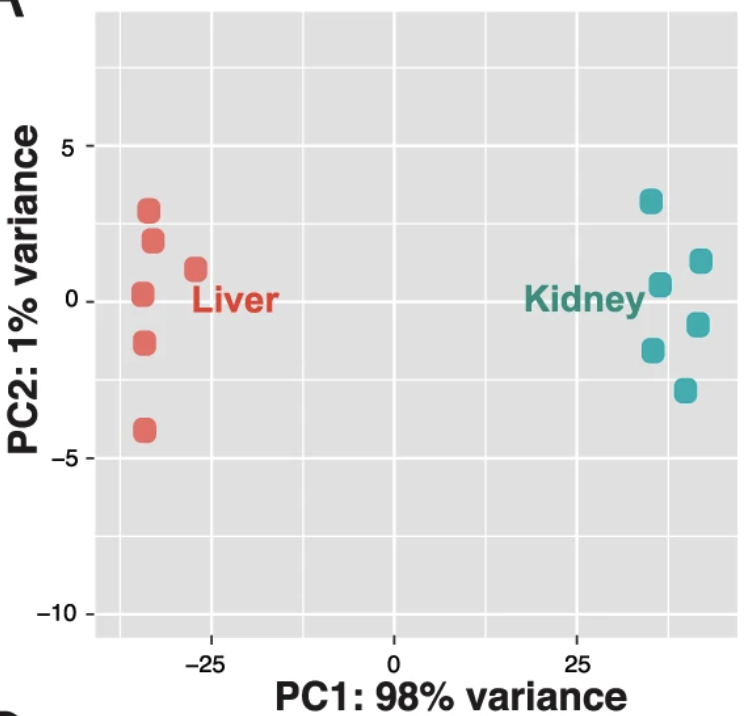 A
PC2: 1% variance
5
0
−5
−10
Liver
Kidney
−25
0
25
PC1: 98% variance